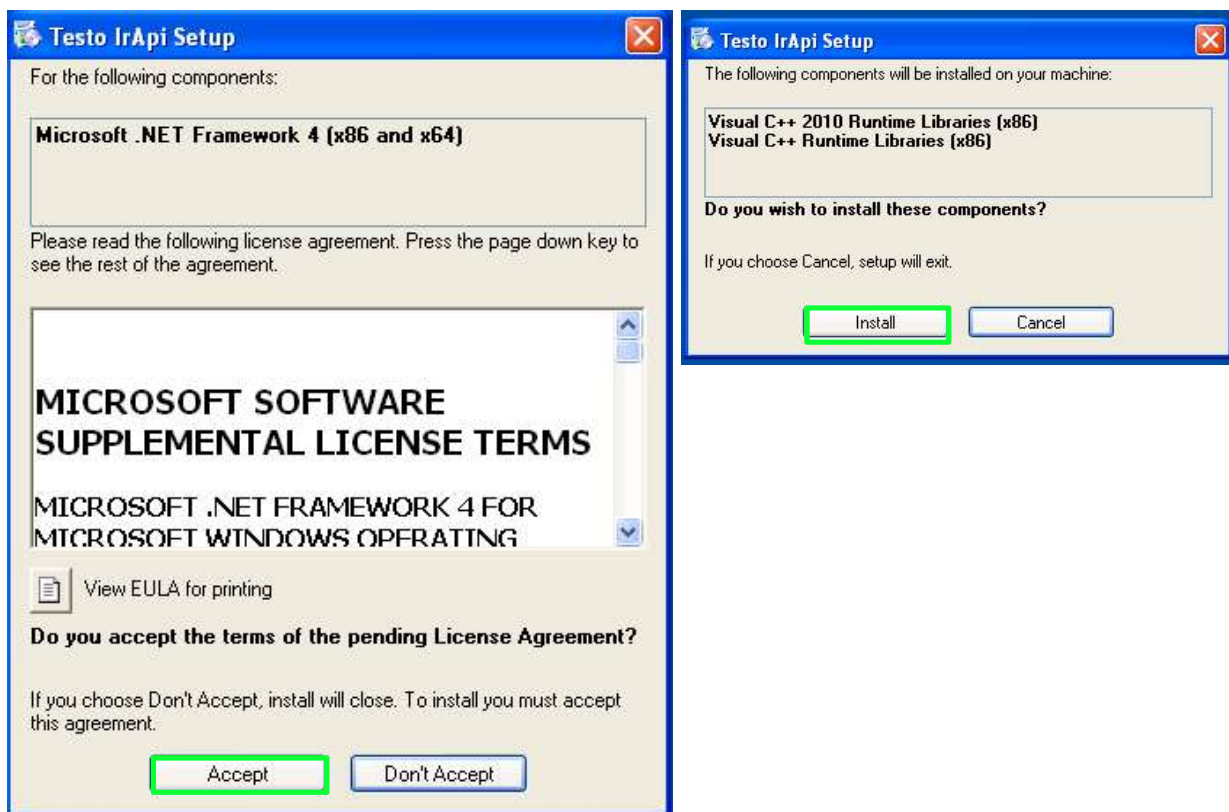 Testo IrApi Setup
For the following components:
Microsoft .NET Framework 4 (x86 and x64)
Please read the following license agreement. Press the page down key to
see the rest of the agreement.
MICROSOFT SOFTWARE
SUPPLEMENTAL LICENSE TERMS
MICROSOFT .NET FRAMEWORK 4 FOR
MICROSOFT WINDOWS OPERATING
View EULA for printing
Do you accept the terms of the pending License Agreement?
If you choose Don't Accept, install will close. To install you must accept
this agreement.
Accept
Don't Accept
Testo IrApi Setup
The following components will be installed on your machine:
Visual C++ 2010 Runtime Libraries (x86)
Visual C++ Runtime Libraries (x86)
Do you wish to install these components?
If you choose Cancel, setup will exit.
Install
Cancel